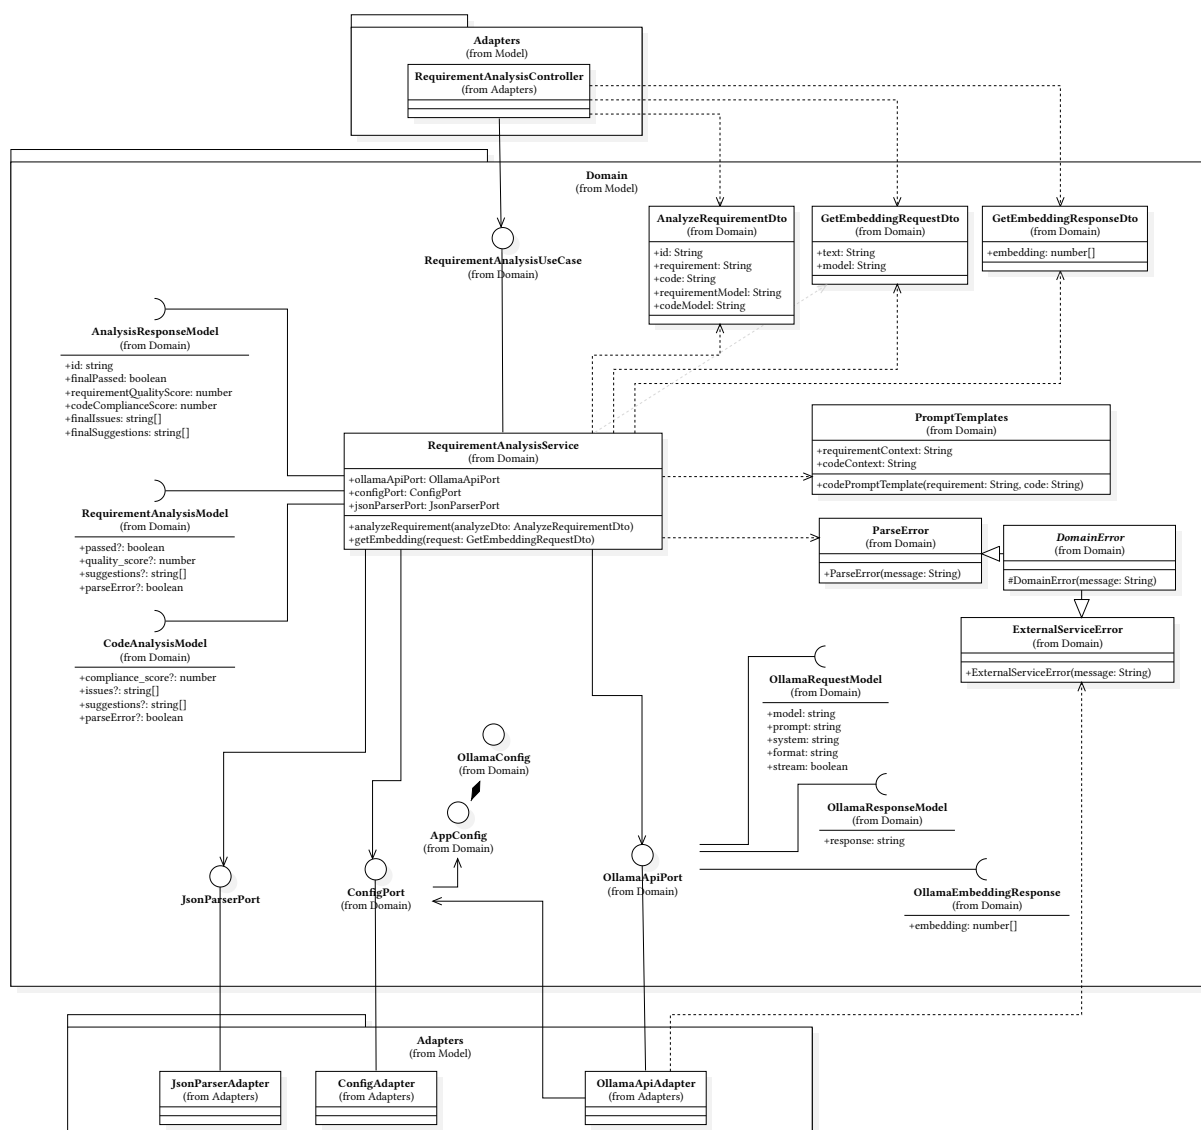 Adapters
(from Model)
RequirementAnalysisController
(from Adapters)
Domain
(from Model)
AnalyzeRequirementDto
(from Domain)
+id: String
+requirement: String
+code: String
+requirementModel: String
+codeModel: String
GetEmbeddingRequestDto
(from Domain)
+text: String
+model: String
GetEmbeddingResponseDto
(from Domain)
+embedding: number[]
RequirementAnalysisUseCase
(from Domain)
AnalysisResponseModel
(from Domain)
+id: string
+finalPassed: boolean
+requirementQualityScore: number
+codeComplianceScore: number
+finalIssues: string[]
+finalSuggestions: string[]
RequirementAnalysisService
(from Domain)
+ollamaApiPort: OllamaApiPort
+configPort: ConfigPort
+jsonParserPort: JsonParserPort
+analyzeRequirement(analyzeDto: AnalyzeRequirementDto)
+getEmbedding(request: GetEmbeddingRequestDto)
PromptTemplates
(from Domain)
+requirementContext: String
+codeContext: String
+codePromptTemplate(requirement: String, code: String)
RequirementAnalysisModel
(from Domain)
+passed?: boolean
+quality_score?: number
+suggestions?: string[]
+parseError?: boolean
ParseError
(from Domain)
+ParseError(message: String)
DomainError
(from Domain)
#DomainError(message: String)
ExternalServiceError
(from Domain)
+ExternalServiceError(message: String)
CodeAnalysisModel
(from Domain)
+compliance_score?: number
+issues?: string[]
+suggestions?: string[]
+parseError?: boolean
OllamaRequestModel
(from Domain)
+model: string
+prompt: string
+system: string
+format: string
+stream: boolean
OllamaConfig
(from Domain)
AppConfig
(from Domain)
OllamaResponseModel
(from Domain)
+response: string
JsonParserPort
ConfigPort
(from Domain)
OllamaApiPort
(from Domain)
OllamaEmbeddingResponse
(from Domain)
+embedding: number[]
Adapters
(from Model)
JsonParserAdapter
(from Adapters)
ConfigAdapter
(from Adapters)
OllamaApiAdapter
(from Adapters)